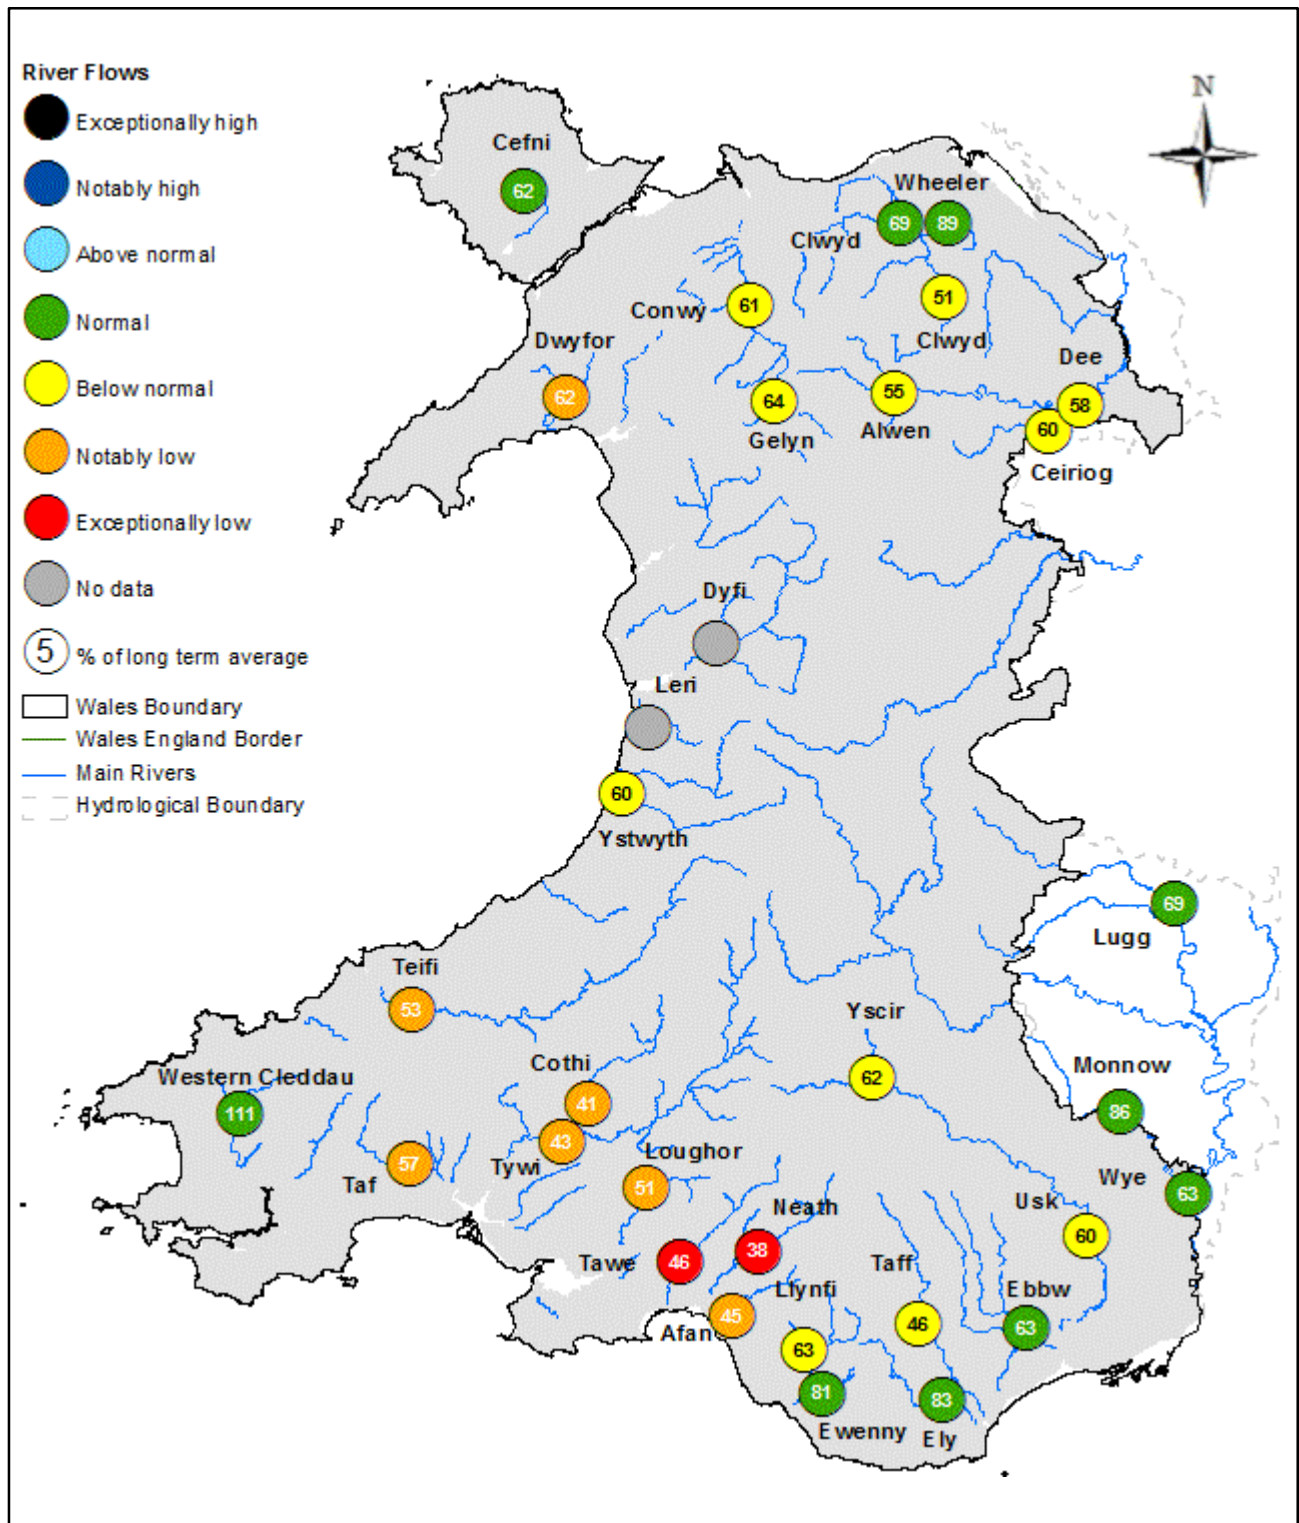 N
River Flows
Exceptionally high
Notably high
Above normal
Normal
Below normal
Notably low
Exceptionally low
No data
5 % of long term average
Wales Boundary
Wales England Border
Main Rivers
Hydrological Boundary
Cefni
62
Wheeler
69 89
Clwyd
51
Clwyd
Conwy 61
Dwyfor
62
64
Gelyn
55
Alwen
Dee
58
60
Ceiriog
Dyfi
Leri
60
Ystwyth
69
Lugg
Teifi
53
Yscir
62
Western Cleddau
111
Cothi
41
43
Tywi
Monnow
86
57
Taf
Loughor
51
Wye 63
Usk
60
Neath
38
Tawe 46
Taff
46
Ebbw
63
Llynfi
63
45
Afan
81
Ewenny
83
Ely